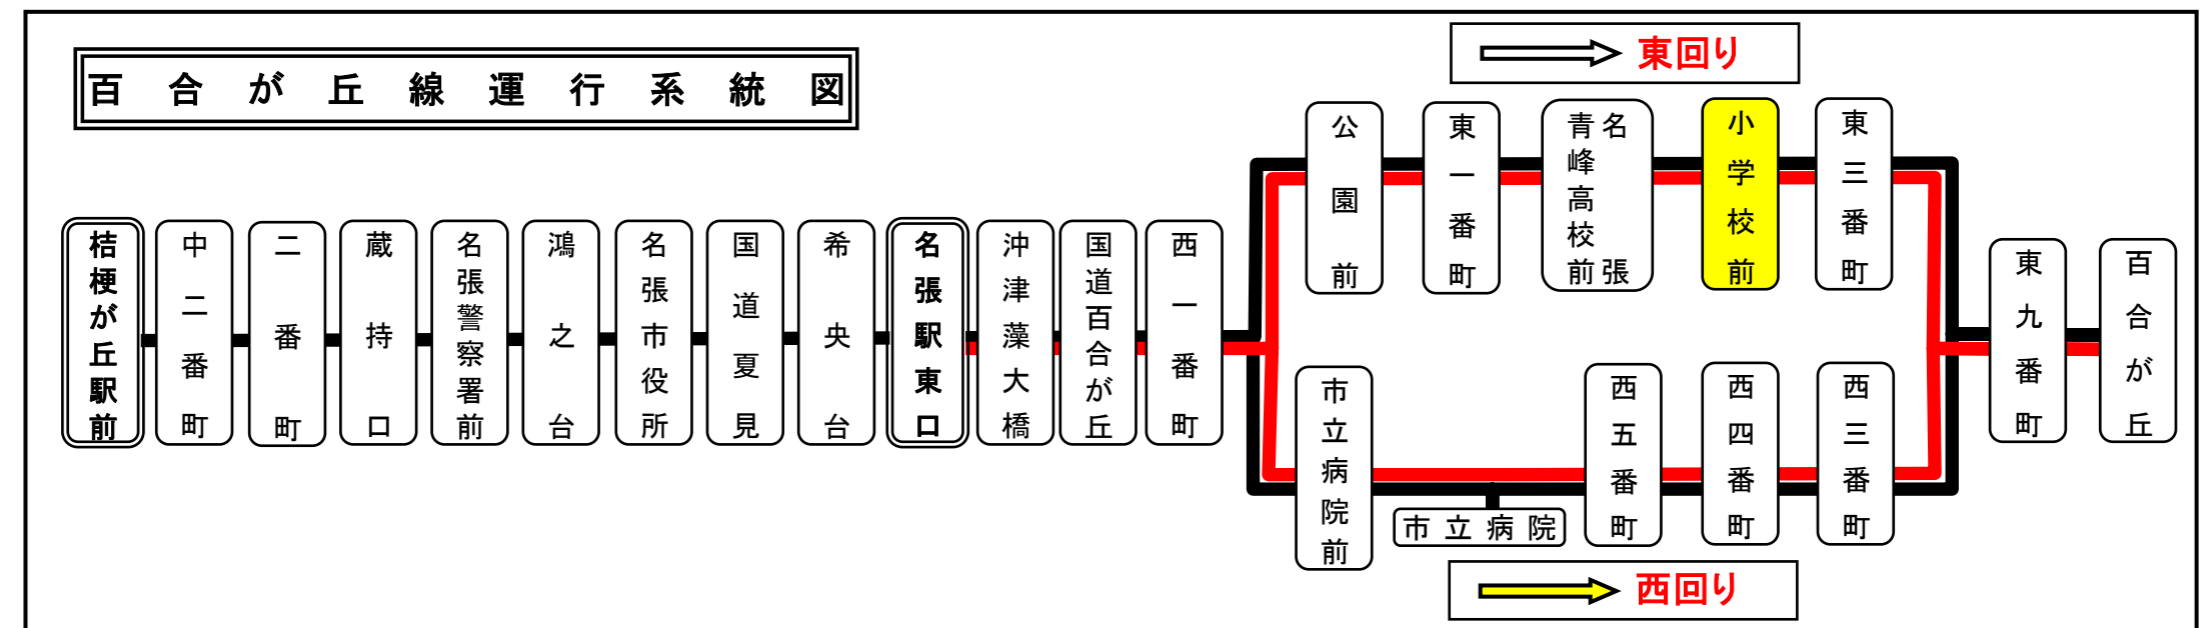 百合が丘線運行系統図
東回り
桔梗が丘駅前
中二番町
二番町
蔵持口
名張警察署前
鴻之台
名張市役所
国道夏見
希央台
名張駅東口
沖津藻大橋
国道百合が丘
西一番町
公園前
東一番町
名張
青峰高校前
小学校前
東三番町
市立病院前
市立病院
西五番町
西四番町
西三番町
東九番町
百合が丘
西回り